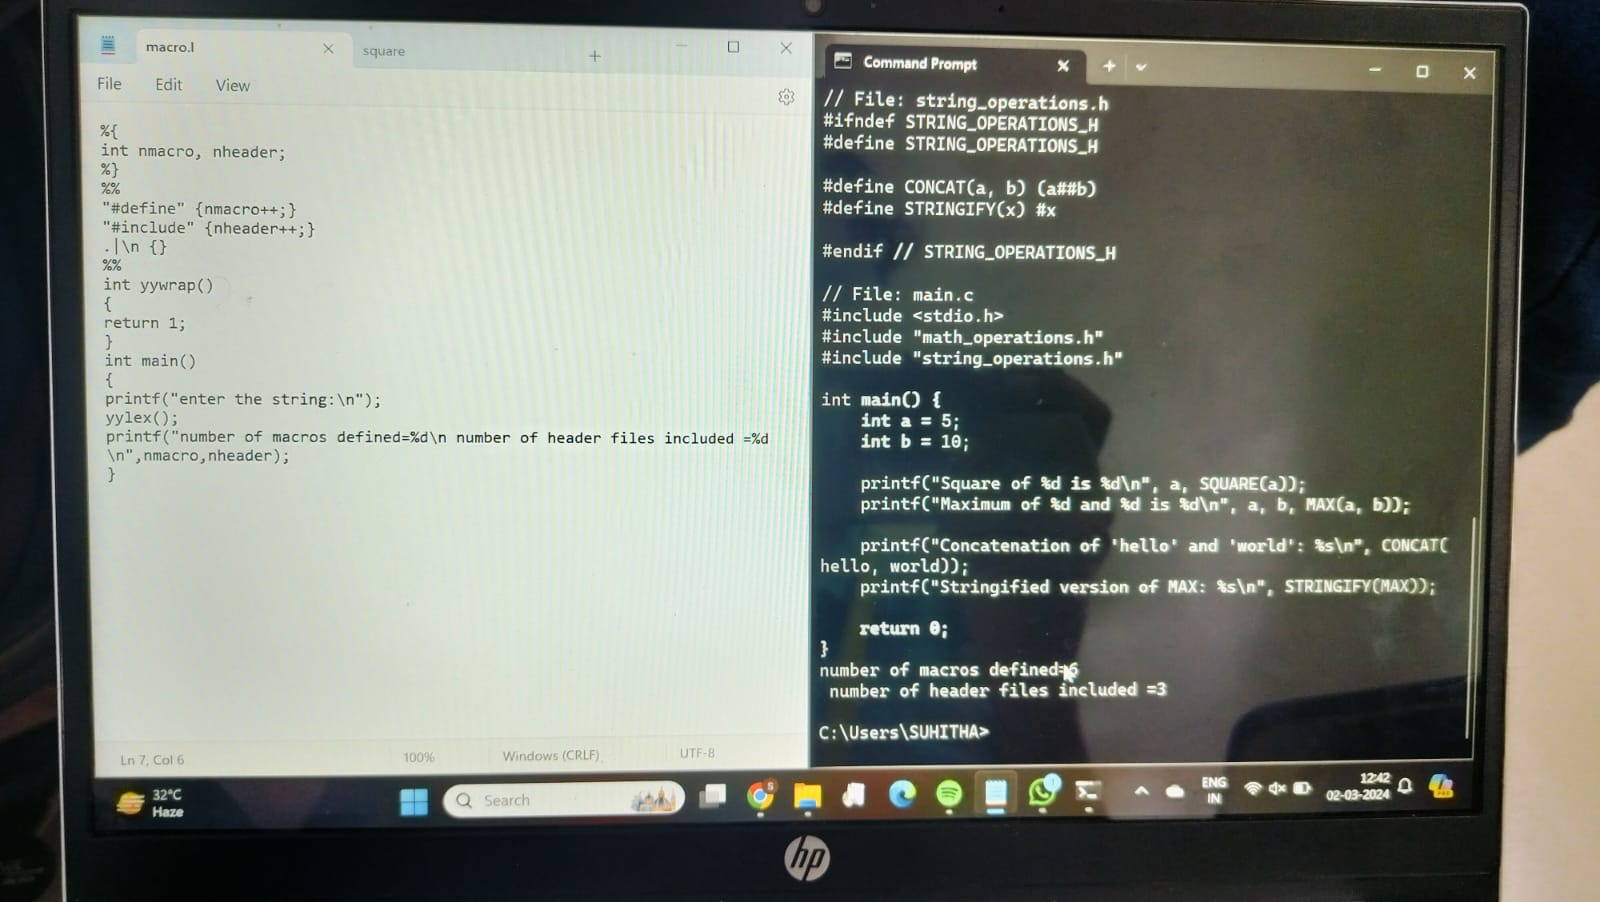 macro.l
square
File Edit View
%{
int nmacro, nheader;
%}
%%
"#define" {nmacro++;}
"#include" {nheader++;}
.|\n {}
%%
int yywrap()
{
return 1;
}
int main()
{
printf("enter the string:\n");
yylex();
printf("number of macros defined=%d\n number of header files included =%d
\n",nmacro,nheader);
}
Ln 7, Col 6 100% Windows (CRLF) UTF-8
Command Prompt
// File: string_operations.h
#ifndef STRING_OPERATIONS_H
#define STRING_OPERATIONS_H
#define CONCAT(a, b) (a##b)
#define STRINGIFY(x) #x
#endif // STRING_OPERATIONS_H
// File: main.c
#include <stdio.h>
#include "math_operations.h"
#include "string_operations.h"
int main() {
    int a = 5;
    int b = 10;
    printf("Square of %d is %d\n", a, SQUARE(a));
    printf("Maximum of %d and %d is %d\n", a, b, MAX(a, b));
    printf("Concatenation of 'hello' and 'world': %s\n", CONCAT(
hello, world));
    printf("Stringified version of MAX: %s\n", STRINGIFY(MAX));
    return 0;
}
number of macros defined=6
 number of header files included =3
C:\Users\SUHITHA>
32°C
Haze
Search
ENG
IN
12:42
02-03-2024
hp